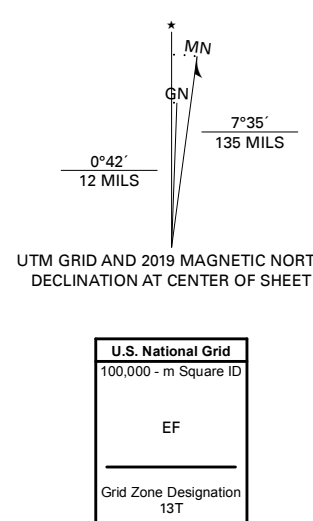 ★
MN
GN
7°35´
135 MILS
0°42´
12 MILS
UTM GRID AND 2019 MAGNETIC NORT
DECLINATION AT CENTER OF SHEET
U.S. National Grid
100,000 - m Square ID
EF
Grid Zone Designation
13T